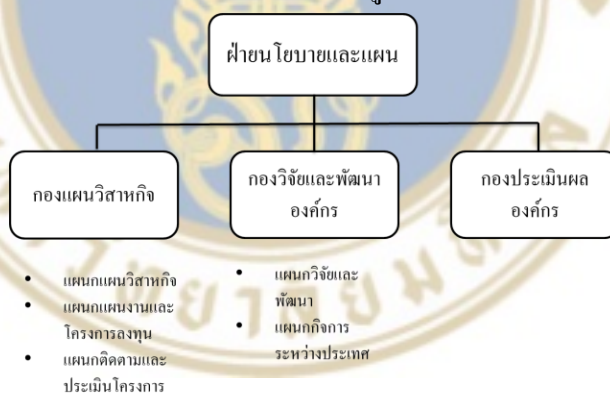 ฝ่ายนโยบายและแผน
กองแผนวิสาหกิจ
กองวิจัยและพัฒนา
องค์กร
กองประเมินผล
องค์กร
• แผนกแผนวิสาหกิจ
• แผนกแผนงานและ
โครงการลงทุน
• แผนกติดตามและ
ประเมินโครงการ
• แผนกวิจัยและ
พัฒนา
• แผนกกิจการ
ระหว่างประเทศ